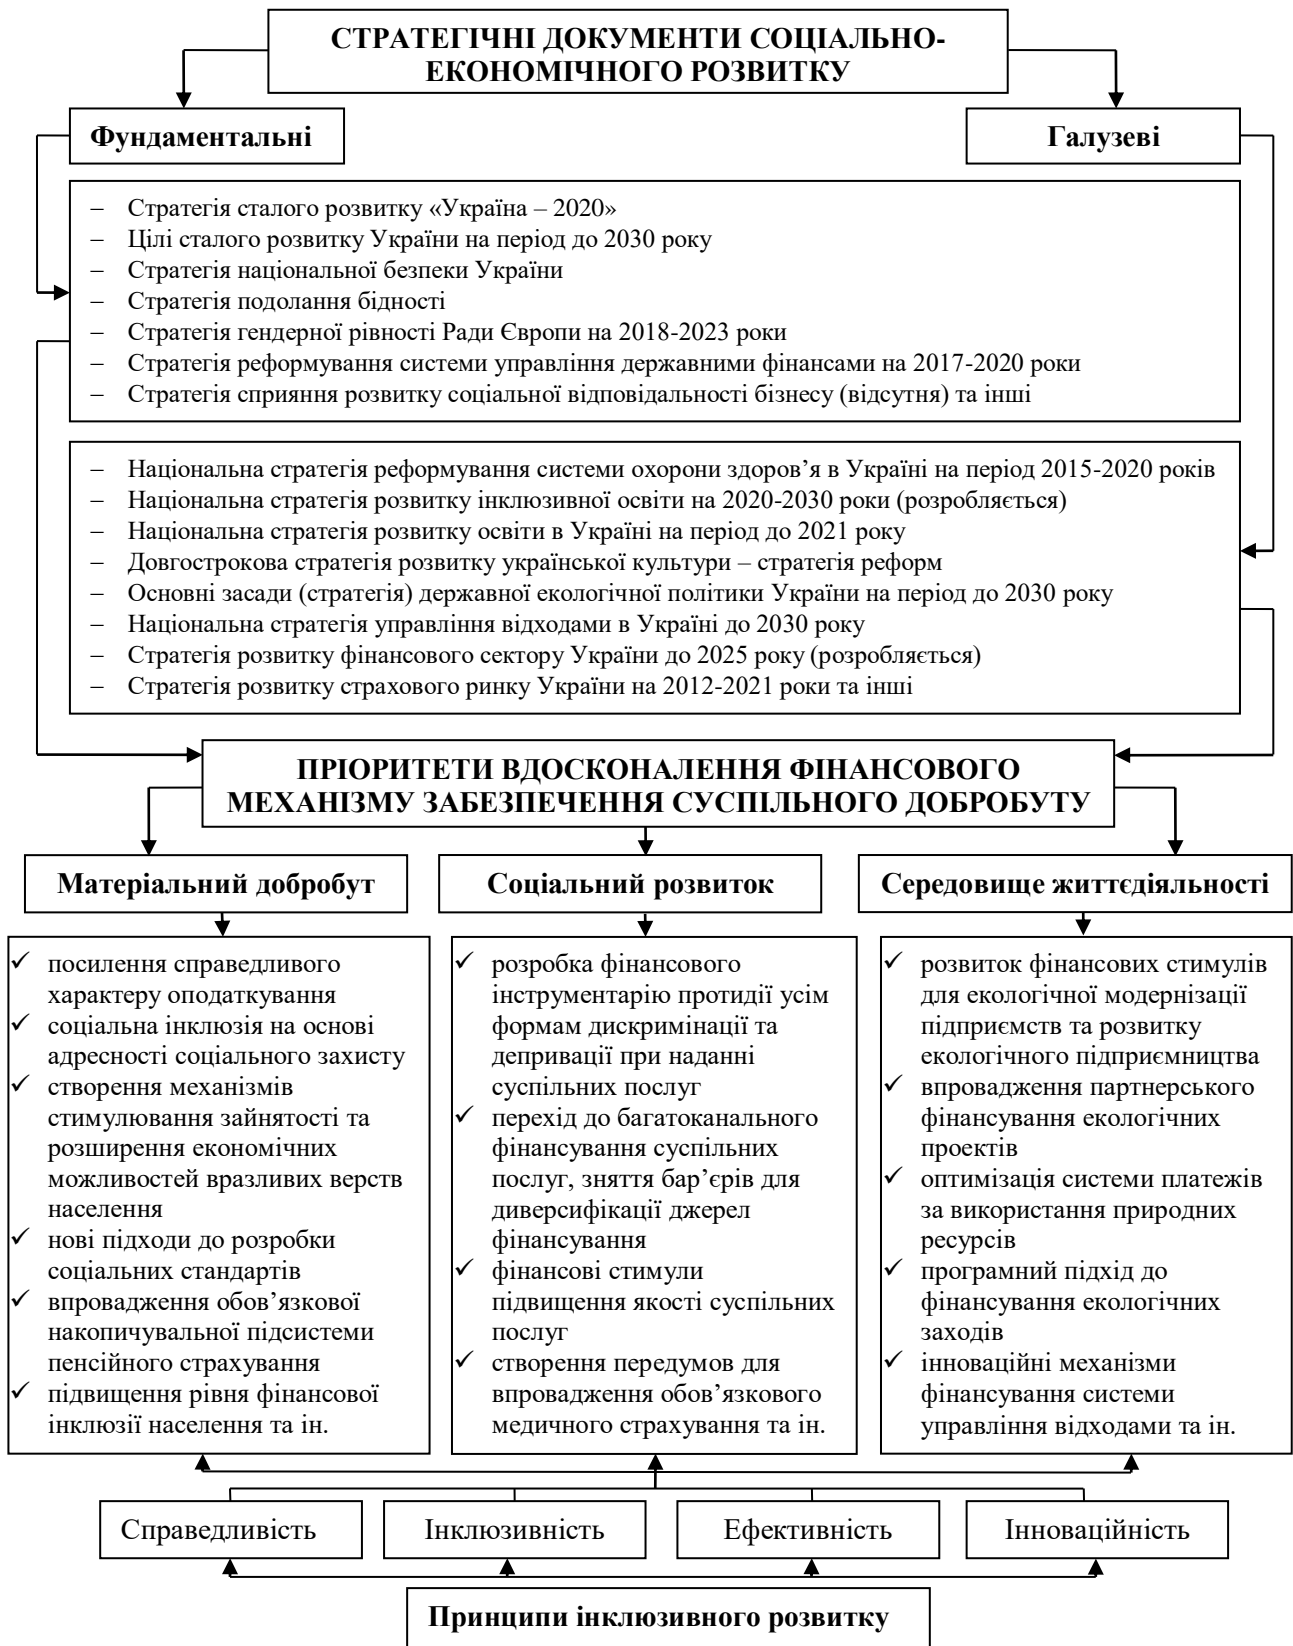 СТРАТЕГІЧНІ ДОКУМЕНТИ СОЦІАЛЬНО-
ЕКОНОМІЧНОГО РОЗВИТКУ
Фундаментальні
Галузеві
– Стратегія сталого розвитку «Україна – 2020»
– Цілі сталого розвитку України на період до 2030 року
– Стратегія національної безпеки України
– Стратегія подолання бідності
– Стратегія гендерної рівності Ради Європи на 2018-2023 роки
– Стратегія реформування системи управління державними фінансами на 2017-2020 роки
– Стратегія сприяння розвитку соціальної відповідальності бізнесу (відсутня) та інші
– Національна стратегія реформування системи охорони здоров’я в Україні на період 2015-2020 років
– Національна стратегія розвитку інклюзивної освіти на 2020-2030 роки (розробляється)
– Національна стратегія розвитку освіти в Україні на період до 2021 року
– Довгострокова стратегія розвитку української культури – стратегія реформ
– Основні засади (стратегія) державної екологічної політики України на період до 2030 року
– Національна стратегія управління відходами в Україні до 2030 року
– Стратегія розвитку фінансового сектору України до 2025 року (розробляється)
– Стратегія розвитку страхового ринку України на 2012-2021 роки та інші
ПРІОРИТЕТИ ВДОСКОНАЛЕННЯ ФІНАНСОВОГО
МЕХАНІЗМУ ЗАБЕЗПЕЧЕННЯ СУСПІЛЬНОГО ДОБРОБУТУ
Матеріальний добробут
✓ посилення справедливого
характеру оподаткування
✓ соціальна інклюзія на основі
адресності соціального захисту
✓ створення механізмів
стимулювання зайнятості та
розширення економічних
можливостей вразливих верств
населення
✓ нові підходи до розробки
соціальних стандартів
✓ впровадження обов’язкової
накопичувальної підсистеми
пенсійного страхування
✓ підвищення рівня фінансової
інклюзії населення та ін.
Соціальний розвиток
✓ розробка фінансового
інструментарію протидії усім
формам дискримінації та
депривації при наданні
суспільних послуг
✓ перехід до багатоканального
фінансування суспільних
послуг, зняття бар’єрів для
диверсифікації джерел
фінансування
✓ фінансові стимули
підвищення якості суспільних
послуг
✓ створення передумов для
впровадження обов’язкового
медичного страхування та ін.
Середовище життєдіяльності
✓ розвиток фінансових стимулів
для екологічної модернізації
підприємств та розвитку
екологічного підприємництва
✓ впровадження партнерського
фінансування екологічних
проектів
✓ оптимізація системи платежів
за використання природних
ресурсів
✓ програмний підхід до
фінансування екологічних
заходів
✓ інноваційні механізми
фінансування системи
управління відходами та ін.
Справедливість
Інклюзивність
Ефективність
Інноваційність
Принципи інклюзивного розвитку